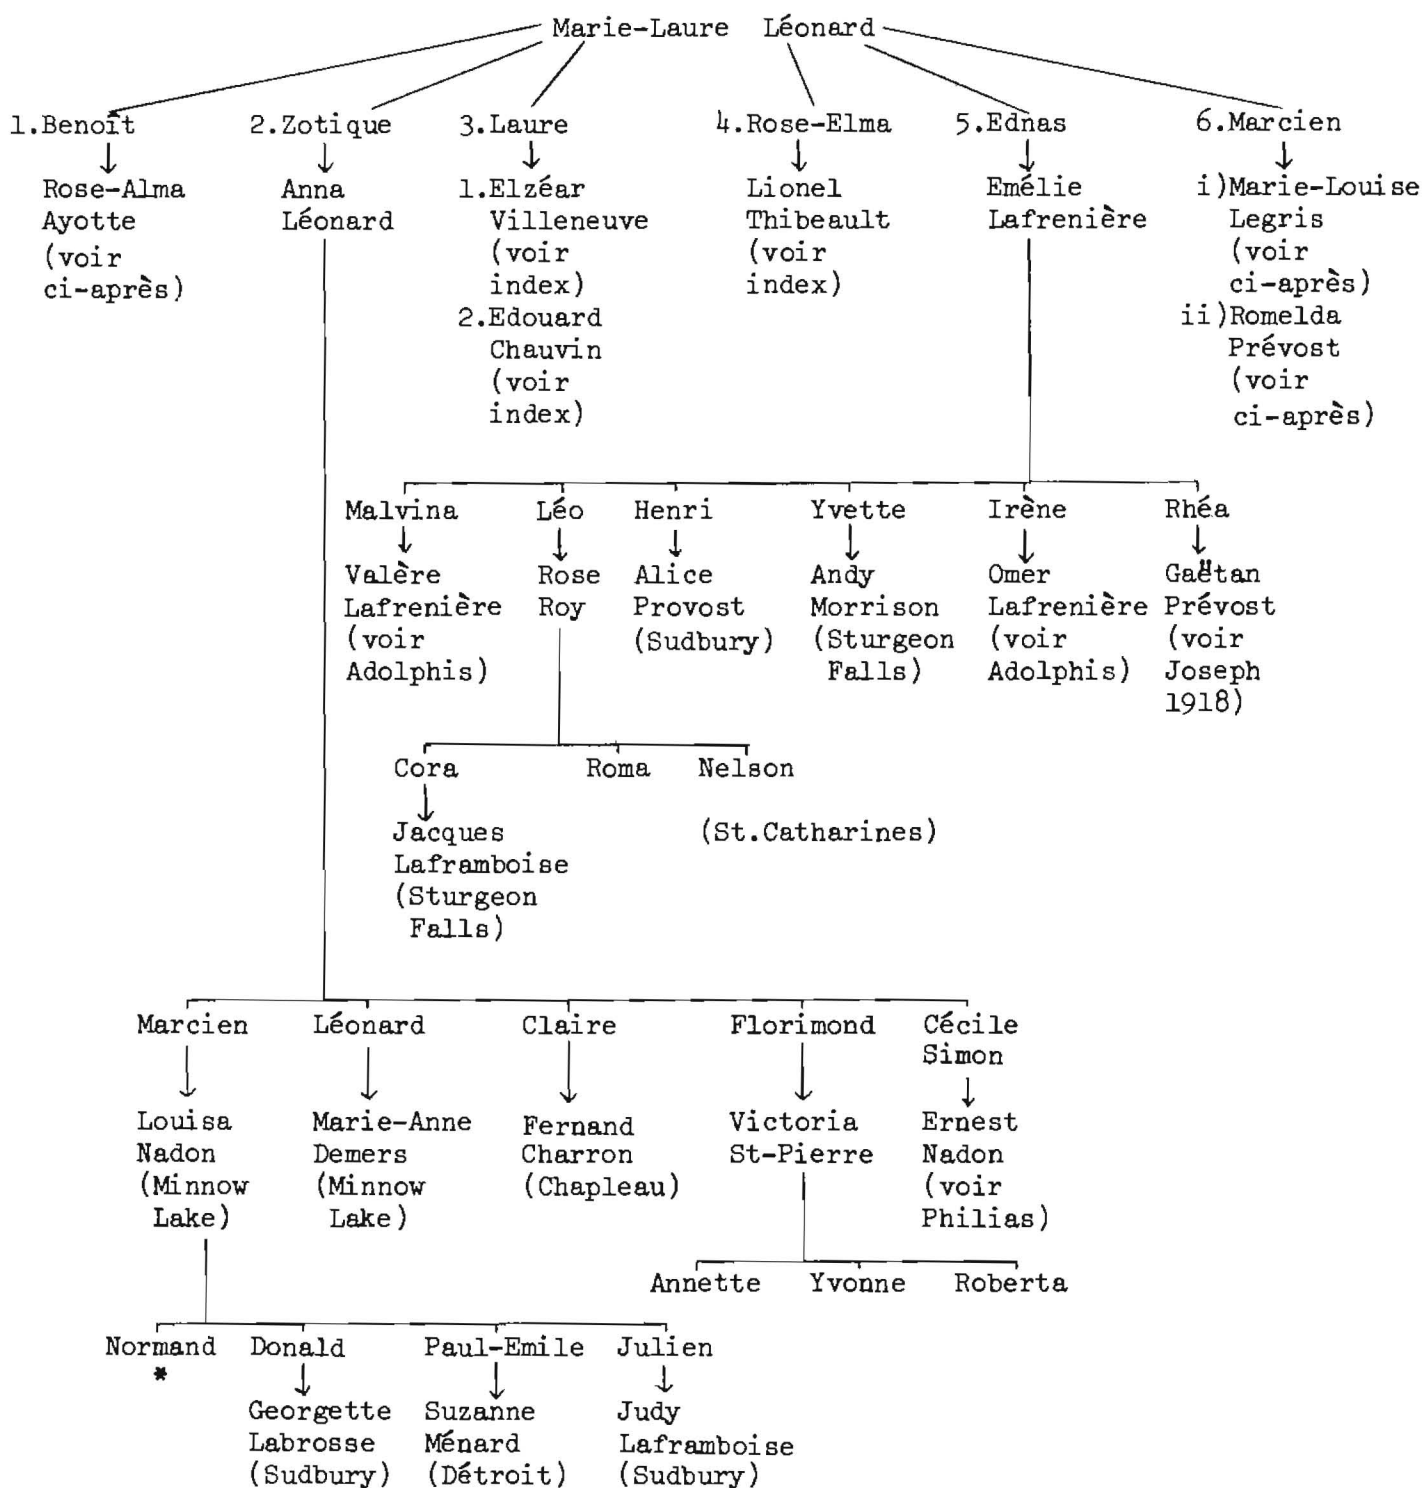 Marie-Laure Léonard
1.Benoît 2.Zotique 3.Laure 4.Rose-Elma 5.Ednas 6.Marcien
Rose-Alma
Ayotte
(voir
ci-après)
Anna
Léonard
1.Elzéar
Villeneuve
(voir
index)
2.Edouard
Chauvin
(voir
index)
Lionel
Thibeault
(voir
index)
Emélie
Lafrenière
i)Marie-Louise
Legris
(voir
ci-après)
ii)Romelda
Prévost
(voir
ci-après)
Malvina Léo Henri Yvette Irène Rhéa
Valère
Lafrenière
(voir
Adolphis)
Rose
Roy
Alice
Provost
(Sudbury)
Andy
Morrison
(Sturgeon
Falls)
Omer
Lafrenière
(voir
Adolphis)
Gaëtan
Prévost
(voir
Joseph
1918)
Cora Roma Nelson
Jacques
Laframboise
(Sturgeon
Falls)
(St.Catharines)
Marcien Léonard Claire Florimond Cécile
Simon
Louisa
Nadon
(Minnow
Lake)
Marie-Anne
Demers
(Minnow
Lake)
Fernand
Charron
(Chapleau)
Victoria
St-Pierre
Ernest
Nadon
(voir
Philias)
Annette Yvonne Roberta
Normand Donald Paul-Emile Julien
*
Georgette
Labrosse
(Sudbury)
Suzanne
Ménard
(Détroit)
Judy
Laframboise
(Sudbury)